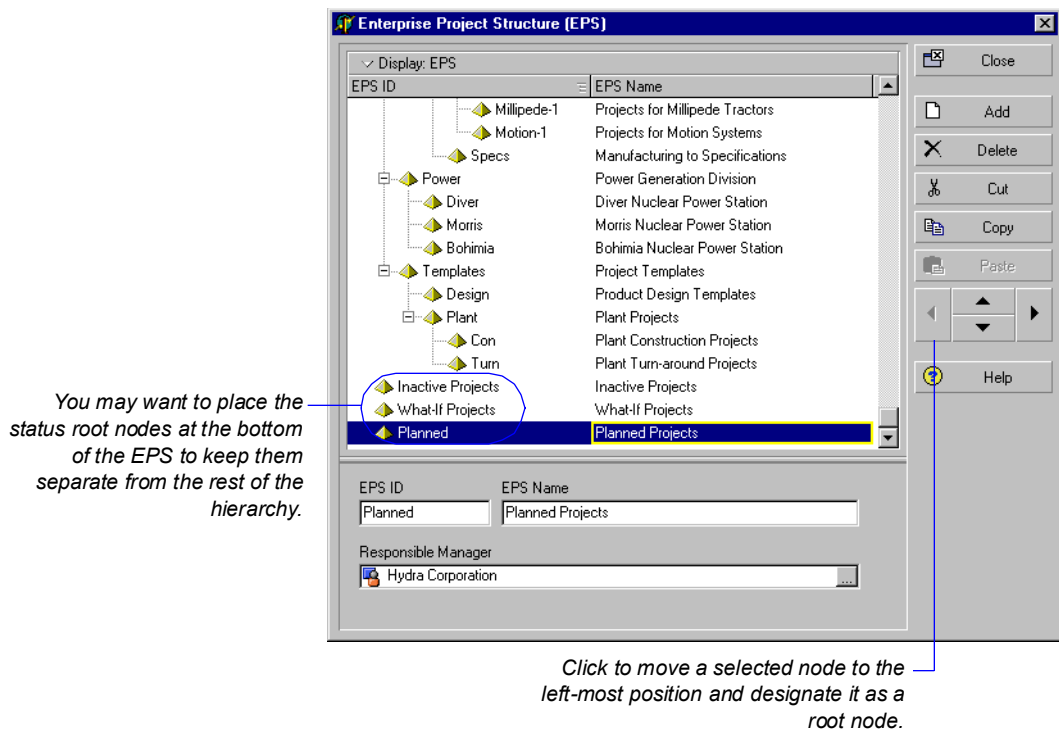 Enterprise Project Structure (EPS)
Display: EPS
EPS ID EPS Name
Millipede-1 Projects for Millipede Tractors
Motion-1 Projects for Motion Systems
Specs Manufacturing to Specifications
Power Power Generation Division
Diver Diver Nuclear Power Station
Morris Morris Nuclear Power Station
Bohimia Bohimia Nuclear Power Station
Templates Project Templates
Design Product Design Templates
Plant Plant Projects
Con Plant Construction Projects
Turn Plant Turn-around Projects
Inactive Projects Inactive Projects
What-If Projects What-If Projects
Planned Planned Projects
Close
Add
Delete
Cut
Copy
Paste
Help
You may want to place the
status root nodes at the bottom
of the EPS to keep them
separate from the rest of the
hierarchy.
EPS ID EPS Name
Planned Planned Projects
Responsible Manager
Hydra Corporation
...
Click to move a selected node to the
left-most position and designate it as a
root node.